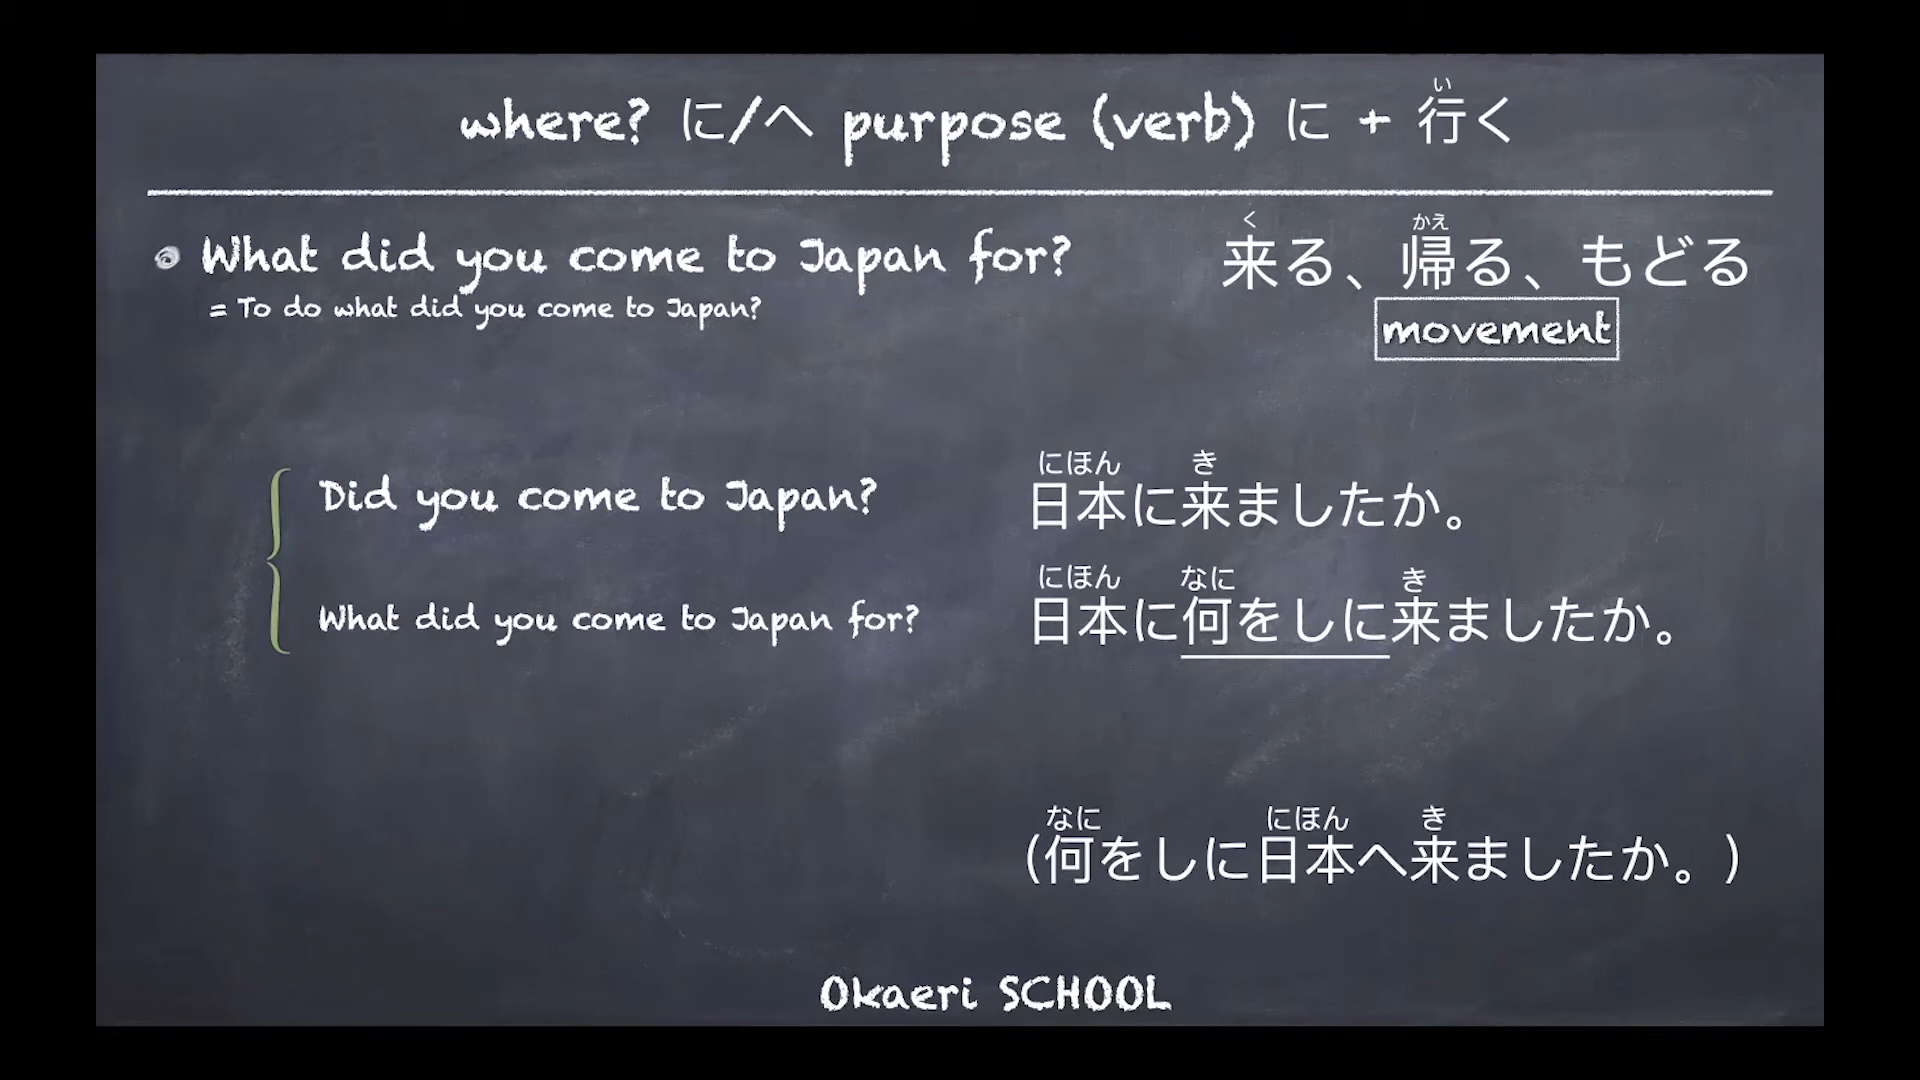 い
where? に/へ purpose (verb) に + 行く
What did you come to Japan for?
= To do what did you come to Japan?
く かえ
来る、帰る、もどる
movement
Did you come to Japan?
にほん き
日本に来ましたか。
What did you come to Japan for?
にほん なに き
日本に何をしに来ましたか。
なに にほん き
(何をしに日本へ来ましたか。)
Okaeri SCHOOL